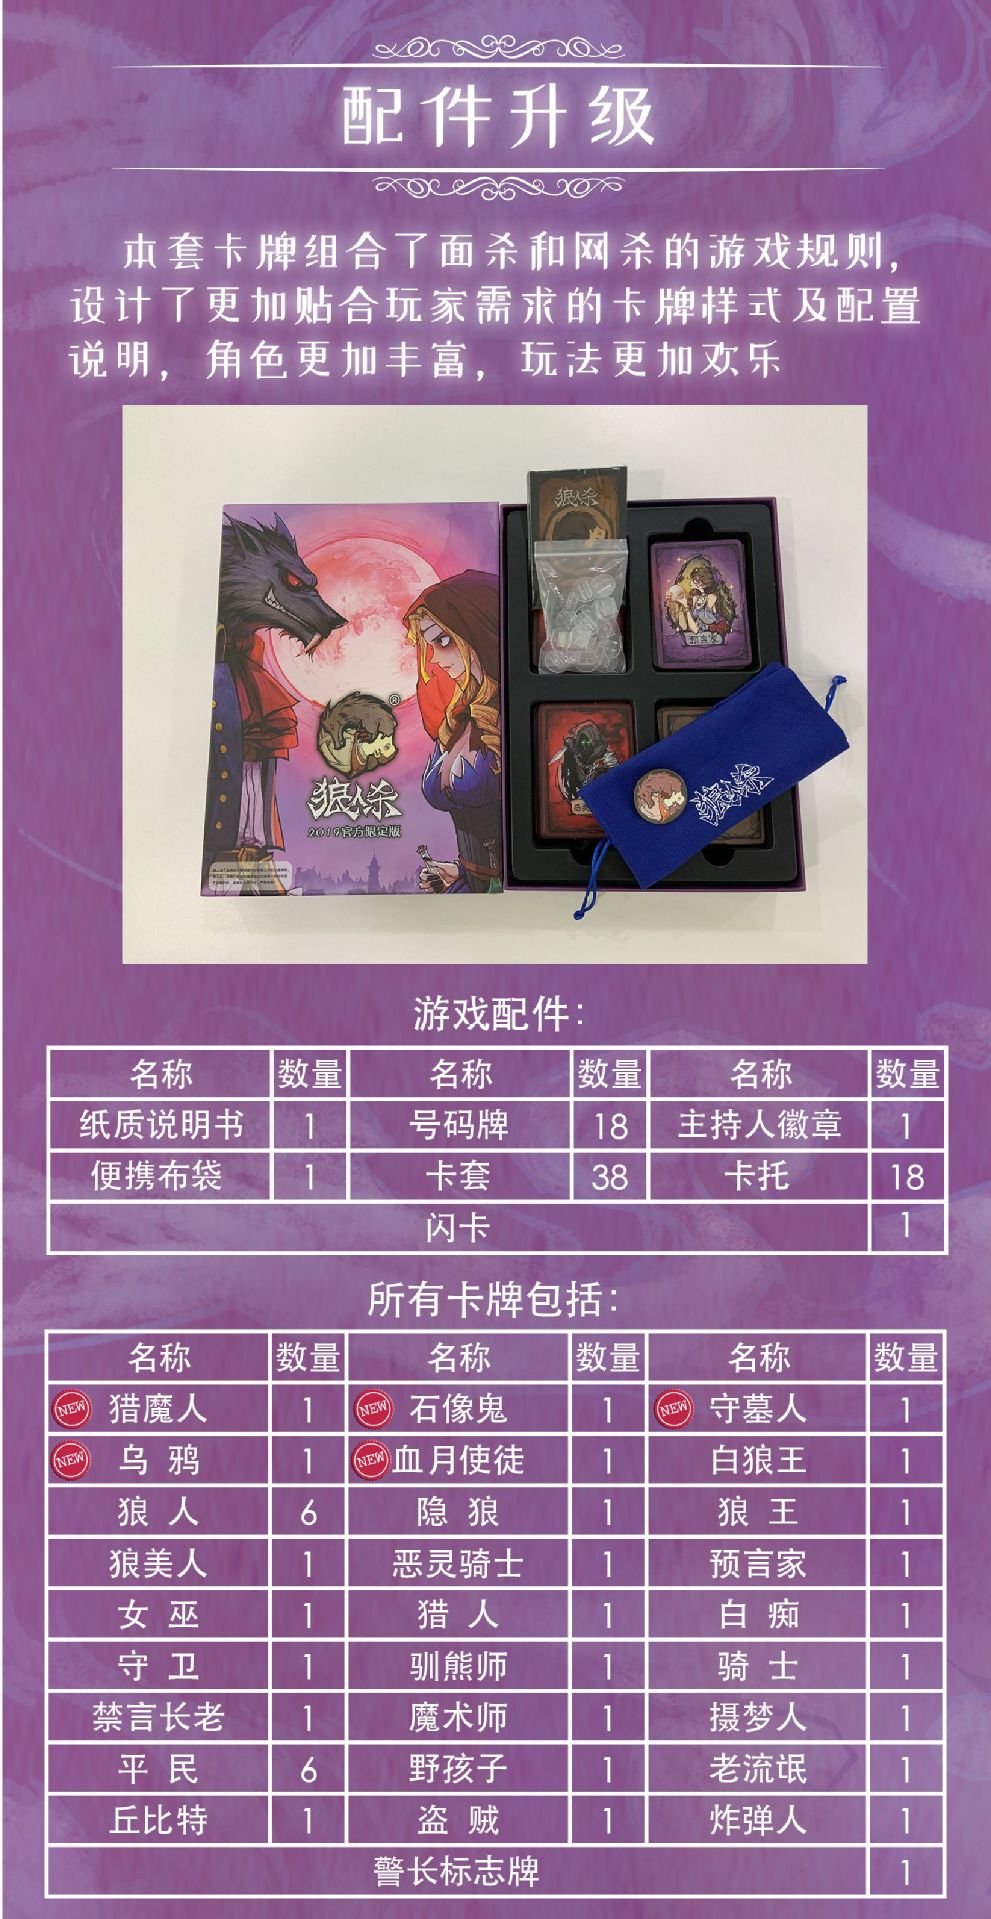 配件升级
本套卡牌组合了面杀和网杀的游戏规则,
设计了更加贴合玩家需求的卡牌样式及配置
说明,角色更加丰富,玩法更加欢乐
狼人杀
预言家
®
狼人杀
2019官方限定版
狼人杀
游戏配件:
名称 数量 名称 数量 名称 数量
纸质说明书 1 号码牌 18 主持人徽章 1
便携布袋 1 卡套 38 卡托 18
闪卡 1
所有卡牌包括:
名称 数量 名称 数量 名称 数量
NEW 猎魔人 1 NEW 石像鬼 1 NEW 守墓人 1
NEW 乌鸦 1 NEW 血月使徒 1 白狼王 1
狼人 6 隐狼 1 狼王 1
狼美人 1 恶灵骑士 1 预言家 1
女巫 1 猎人 1 白痴 1
守卫 1 驯熊师 1 骑士 1
禁言长老 1 魔术师 1 摄梦人 1
平民 6 野孩子 1 老流氓 1
丘比特 1 盗贼 1 炸弹人 1
警长标志牌 1